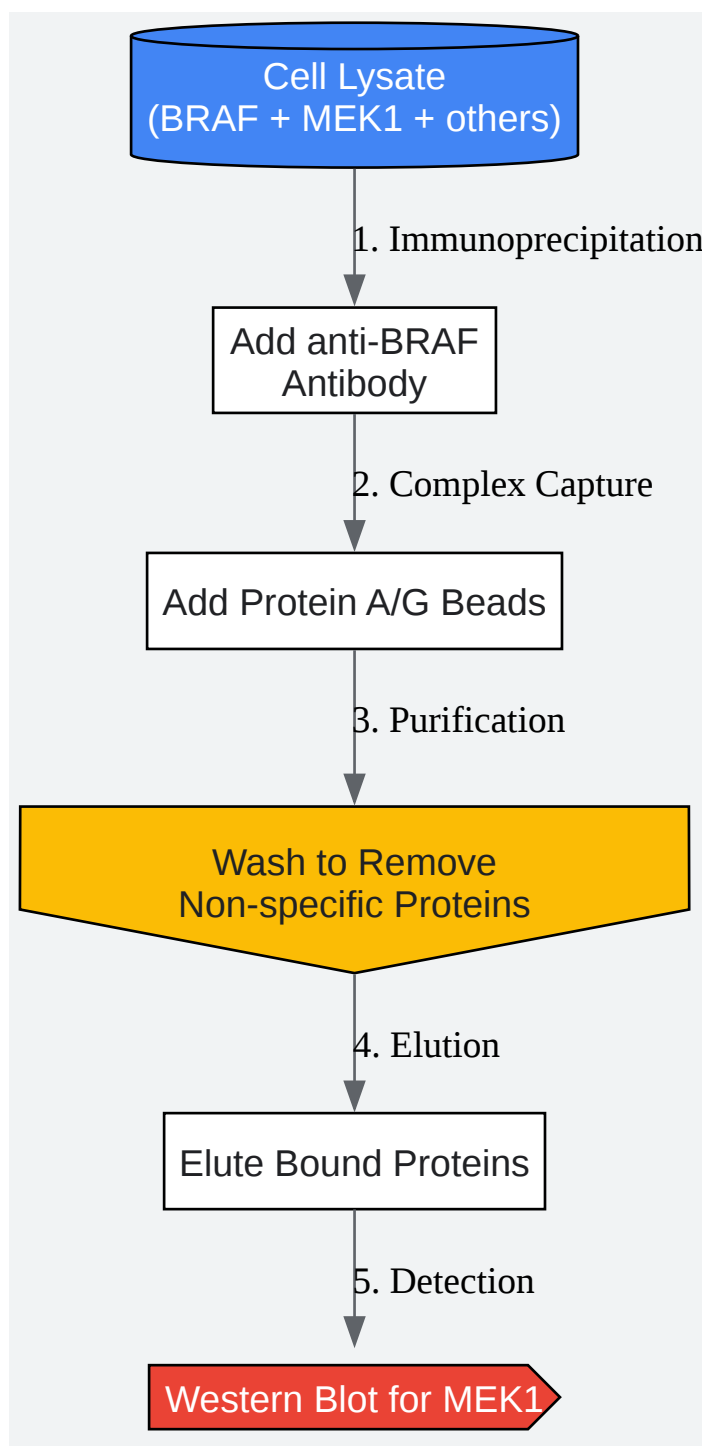 Cell Lysate
(BRAF + MEK1 + others)
1. Immunoprecipitation
Add anti-BRAF
Antibody
2. Complex Capture
Add Protein A/G Beads
3. Purification
Wash to Remove
Non-specific Proteins
4. Elution
Elute Bound Proteins
5. Detection
Western Blot for MEK1